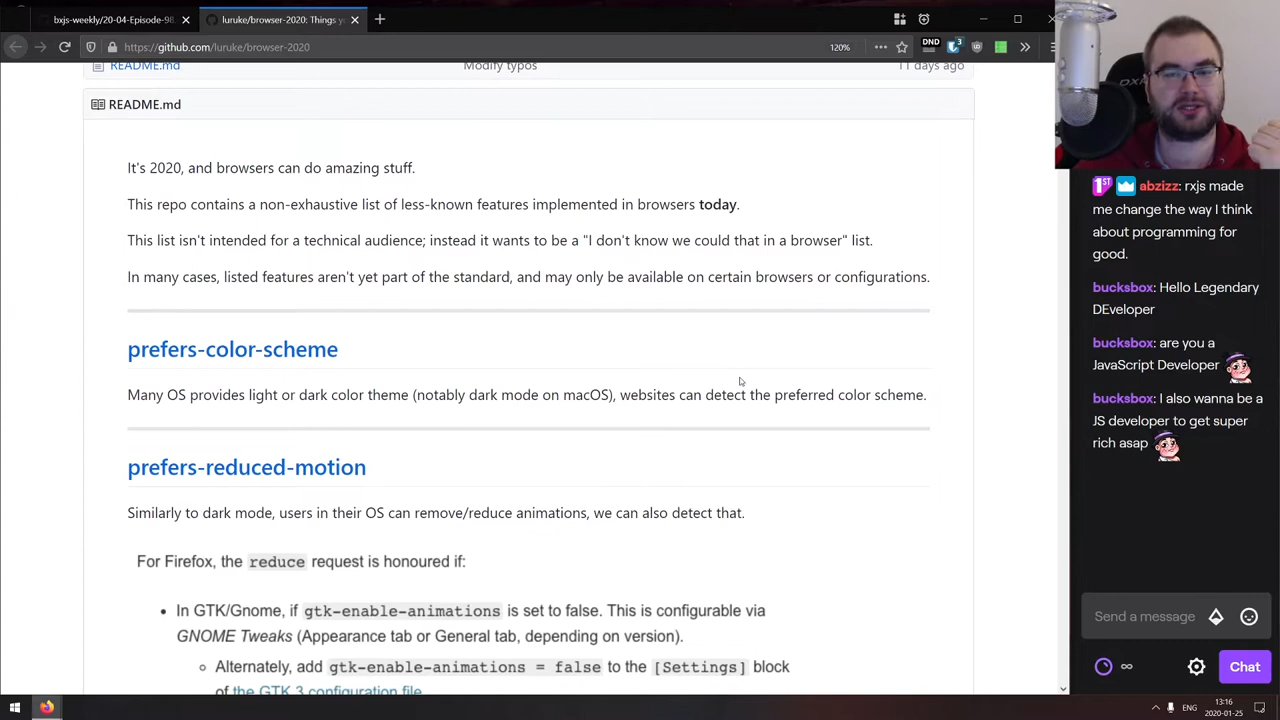 bxjs-weekly/20-04-Episode-98.
luruke/browser-2020: Things y
https://github.com/luruke/browser-2020
120%
DND
3
README.md
Modify typos
11 days ago
README.md
It's 2020, and browsers can do amazing stuff.
This repo contains a non-exhaustive list of less-known features implemented in browsers today.
This list isn't intended for a technical audience; instead it wants to be a "I don't know we could that in a browser" list.
In many cases, listed features aren't yet part of the standard, and may only be available on certain browsers or configurations.
prefers-color-scheme
Many OS provides light or dark color theme (notably dark mode on macOS), websites can detect the preferred color scheme.
prefers-reduced-motion
Similarly to dark mode, users in their OS can remove/reduce animations, we can also detect that.
For Firefox, the reduce request is honoured if:
• In GTK/Gnome, if gtk-enable-animations is set to false. This is configurable via
GNOME Tweaks (Appearance tab or General tab, depending on version).
Alternately, add gtk-enable-animations = false to the [Settings] block
of the GTK 3 configuration file
DX
1ST abzizz: rxjs made
me change the way I think
about programming for
good.
bucksbox: Hello Legendary
DEveloper
bucksbox: are you a
JavaScript Developer
bucksbox: I also wanna be a
JS developer to get super
rich asap
Send a message
∞
Chat
ENG
13:16
2020-01-25